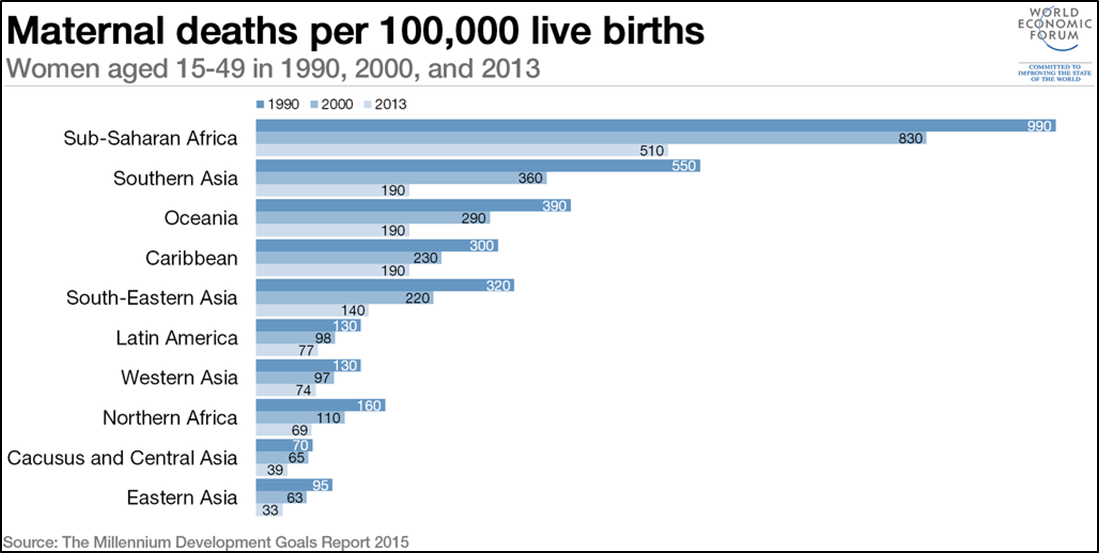 Maternal deaths per 100,000 live births
Women aged 15-49 in 1990, 2000, and 2013
WORLD
ECONOMIC
FORUM
COMMITTED TO
IMPROVING THE STATE
OF THE WORLD
1990 2000 2013
Sub-Saharan Africa
990
830
510
Southern Asia
550
360
190
Oceania
390
290
190
Caribbean
300
230
190
South-Eastern Asia
320
220
140
Latin America
130
98
77
Western Asia
130
97
74
Northern Africa
160
110
69
Cacusus and Central Asia
70
65
39
Eastern Asia
95
63
33
Source: The Millennium Development Goals Report 2015